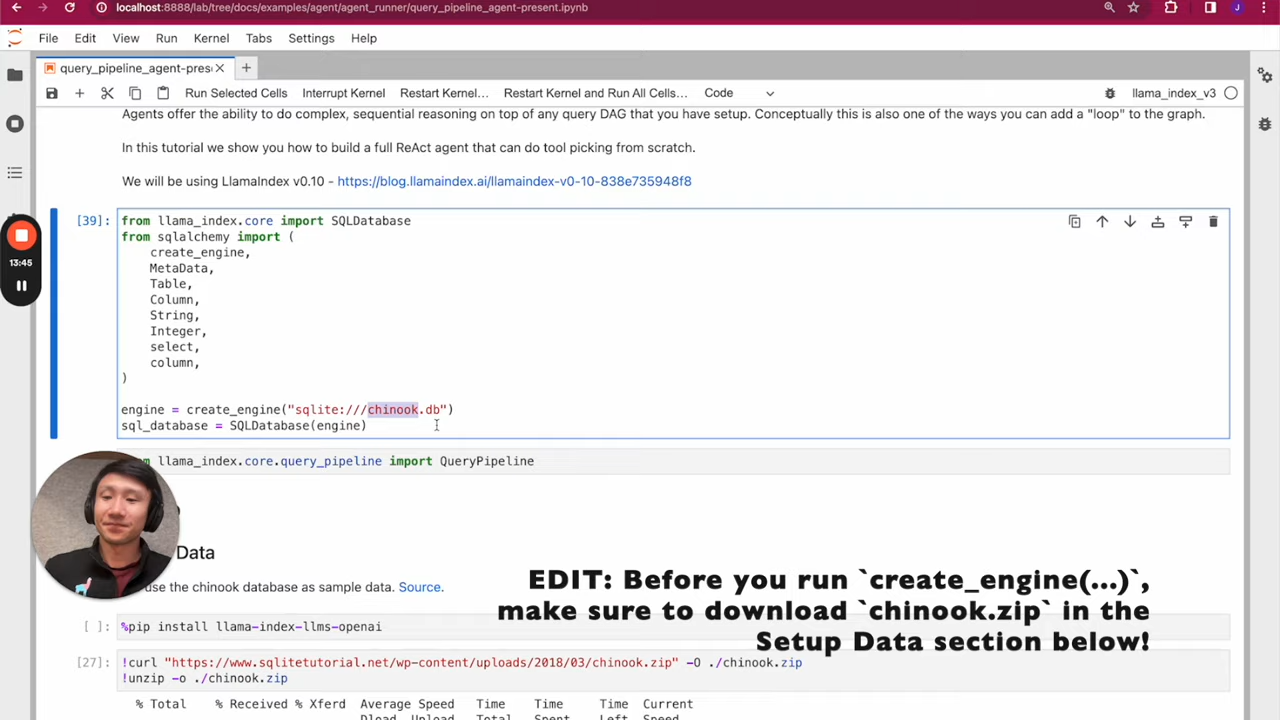 localhost:8888/lab/tree/docs/examples/agent/agent_runner/query_pipeline_agent-present.ipynb
J
File Edit View Run Kernel Tabs Settings Help
query_pipeline_agent-pres
Run Selected Cells Interrupt Kernel Restart Kernel… Restart Kernel and Run All Cells… Code llama_index_v3
Agents offer the ability to do complex, sequential reasoning on top of any query DAG that you have setup. Conceptually this is also one of the ways you can add a "loop" to the graph.
In this tutorial we show you how to build a full ReAct agent that can do tool picking from scratch.
We will be using LlamaIndex v0.10 - https://blog.llamaindex.ai/llamaindex-v0-10-838e735948f8
[39]: from llama_index.core import SQLDatabase
from sqlalchemy import (
create_engine,
MetaData,
Table,
Column,
String,
Integer,
select,
column,
)
engine = create_engine("sqlite:///chinook.db")
sql_database = SQLDatabase(engine)
13:45
llama_index.core.query_pipeline import QueryPipeline
Data
use the chinook database as sample data. Source.
EDIT: Before you run `create_engine(...)`,
make sure to download `chinook.zip` in the
Setup Data section below!
[ ]: %pip install llama-index-llms-openai
[27]: !curl "https://www.sqlitetutorial.net/wp-content/uploads/2018/03/chinook.zip" -O ./chinook.zip
!unzip -o ./chinook.zip
% Total % Received % Xferd Average Speed Time Time Time Current
Dload Upload Total Spent Left Speed